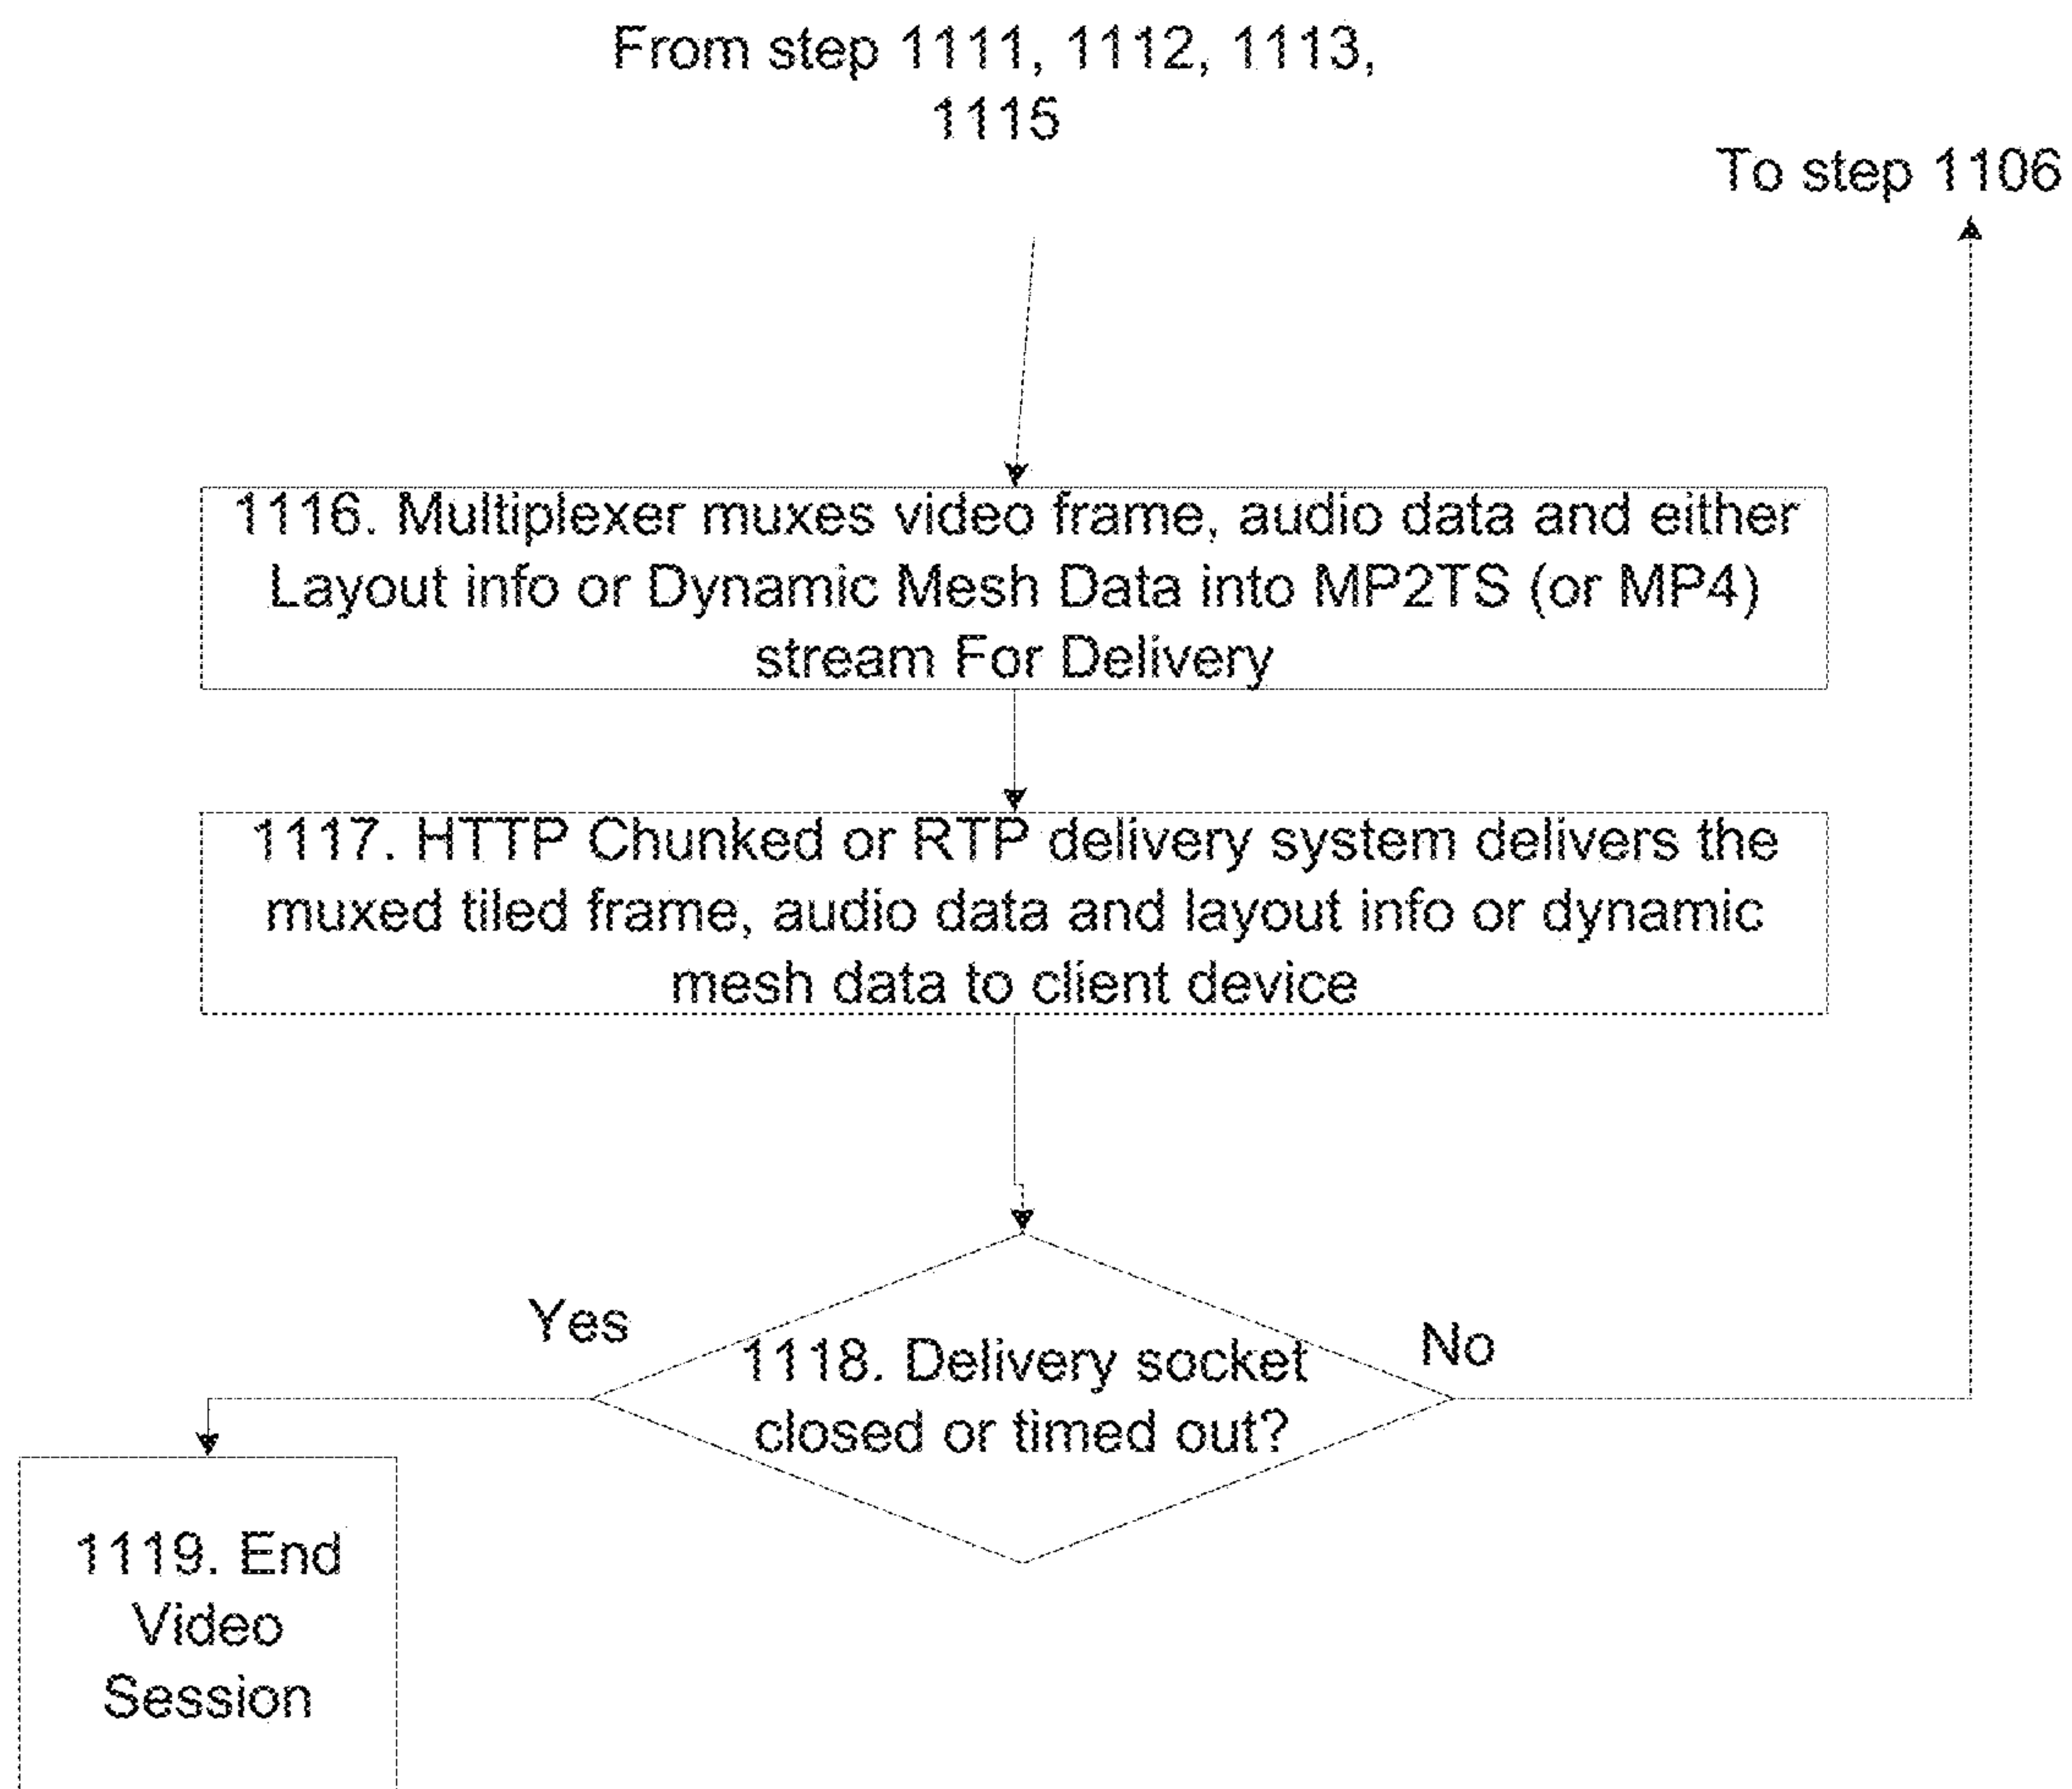 From step 1111, 1112, 1113,
1115
To step 1106
1116. Multiplexer muxes video frame, audio data and either
Layout info or Dynamic Mesh Data into MP2TS (or MP4)
stream For Delivery
1117. HTTP Chunked or RTP delivery system delivers the
muxed tiled frame, audio data and layout info or dynamic
mesh data to client device
Yes
No
1118. Delivery socket
closed or timed out?
1119. End
Video
Session